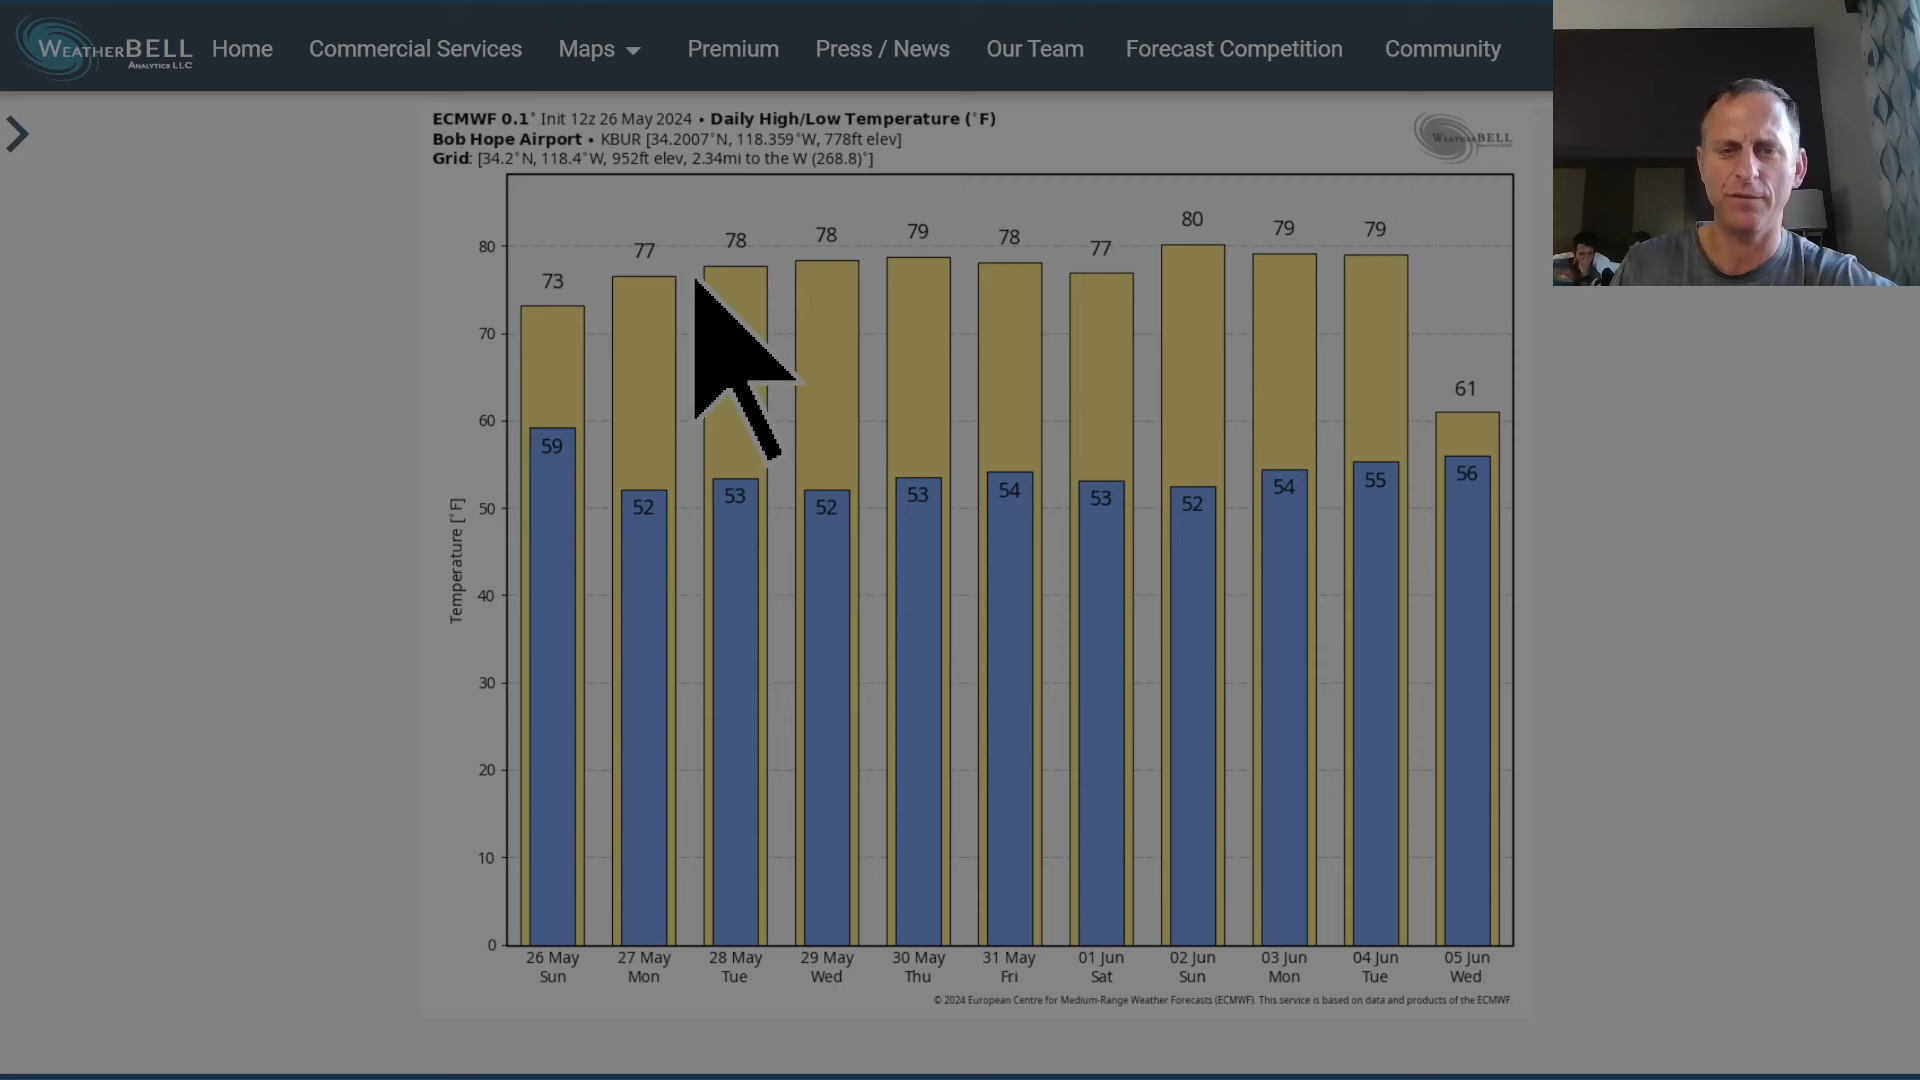 WEATHERBELL
ANALYTICS LLC
Home
Commercial Services
Maps
Premium
Press / News
Our Team
Forecast Competition
Community
ECMWF 0.1° Init 12z 26 May 2024 • Daily High/Low Temperature (°F)
Bob Hope Airport • KBUR [34.2007°N, 118.359°W, 778ft elev]
Grid: [34.2°N, 118.4°W, 952ft elev, 2.34mi to the W (268.8)°]
WEATHERBELL
73 77 78 78 79 78 77 80 79 79 61
59 52 53 52 53 54 53 52 54 55 56
Temperature [°F]
80
70
60
50
40
30
20
10
0
26 May 27 May 28 May 29 May 30 May 31 May 01 Jun 02 Jun 03 Jun 04 Jun 05 Jun
Sun Mon Tue Wed Thu Fri Sat Sun Mon Tue Wed
© 2024 European Centre for Medium-Range Weather Forecasts (ECMWF). This service is based on data and products of the ECMWF.